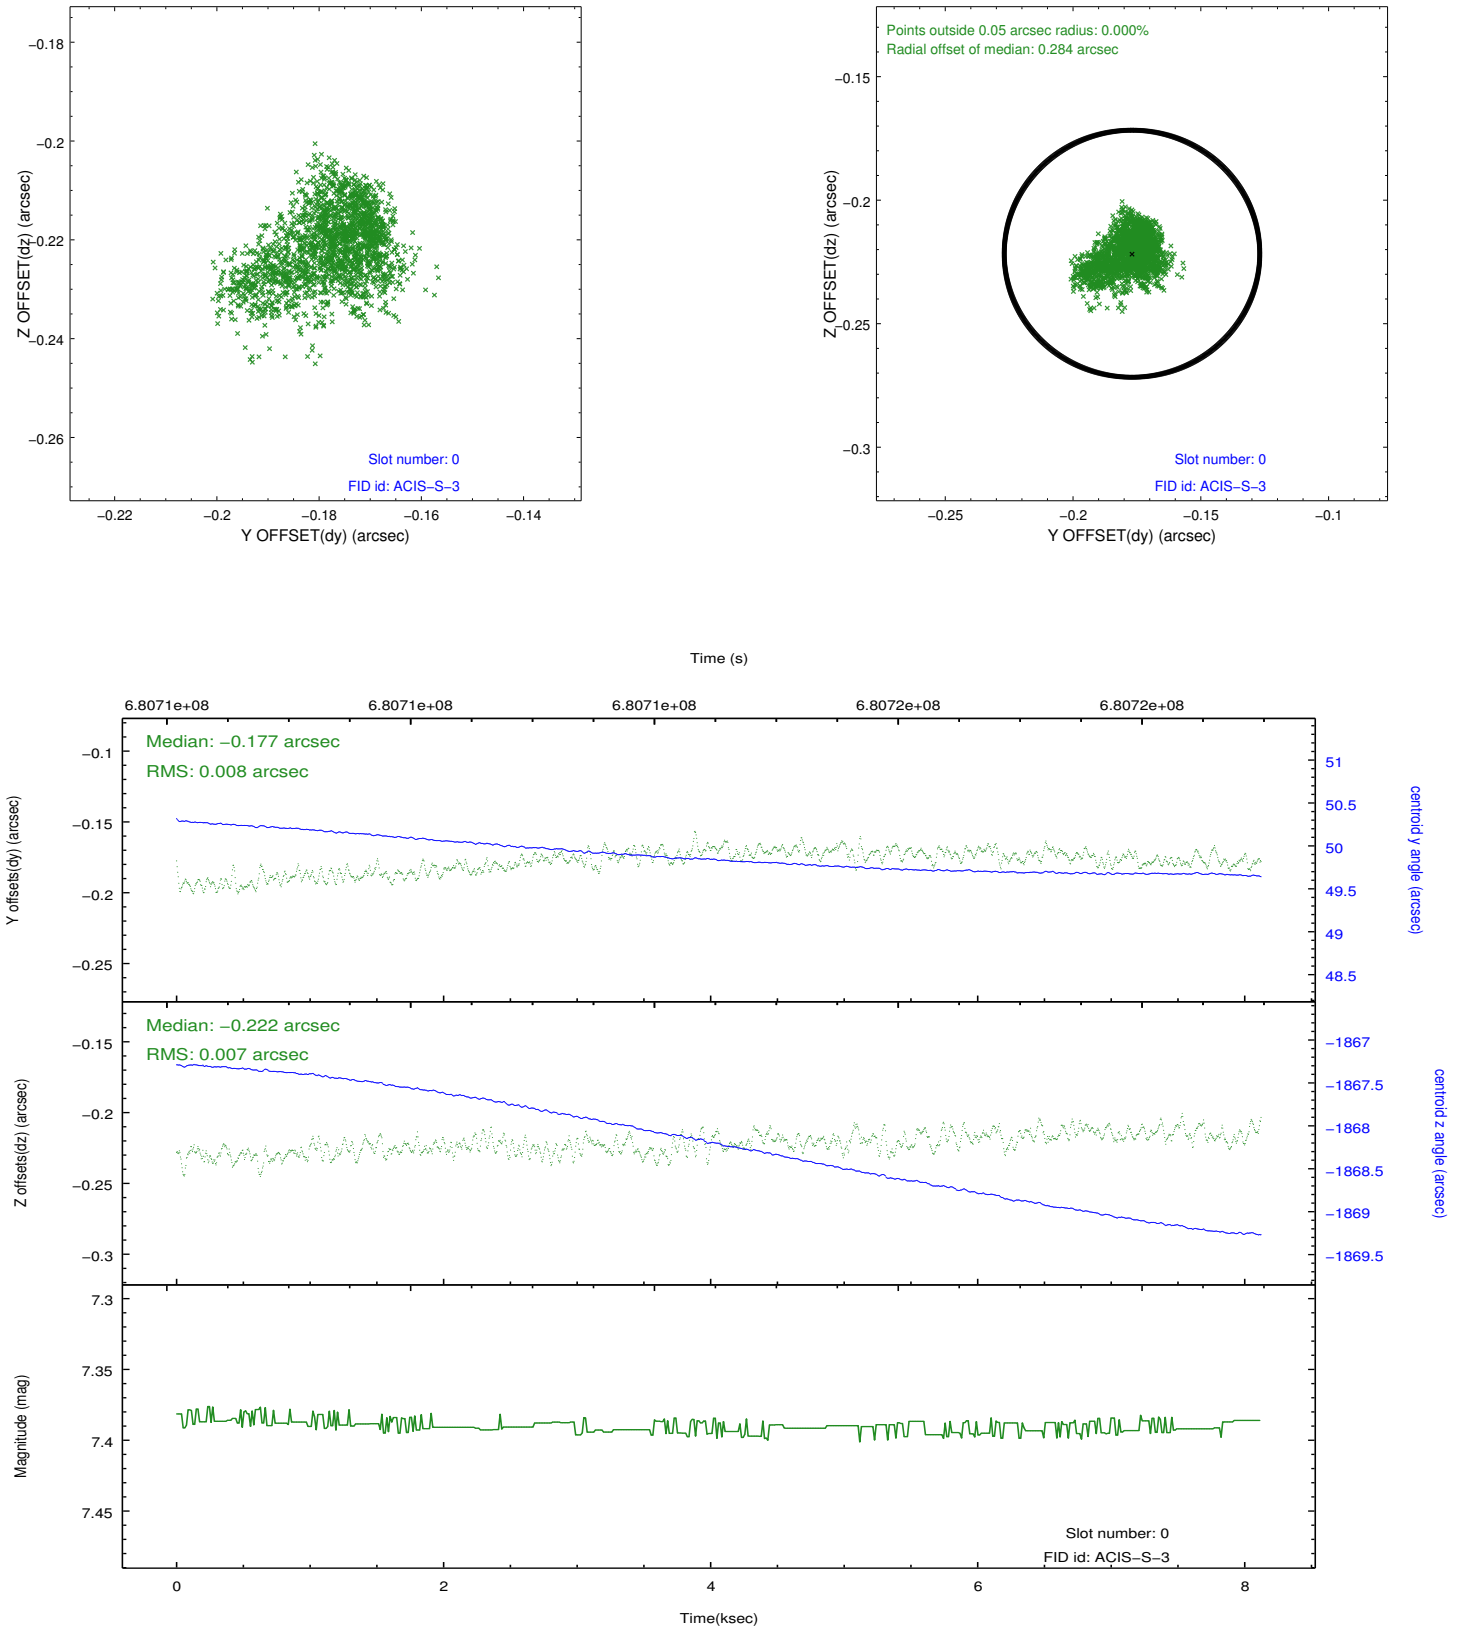 −0.18
−0.2
−0.22
−0.24
−0.26
Z OFFSET(dz) (arcsec)
Slot number: 0
FID id: ACIS−S−3
−0.22 −0.2 −0.18 −0.16 −0.14
Y OFFSET(dy) (arcsec)
Points outside 0.05 arcsec radius: 0.000%
Radial offset of median: 0.284 arcsec
−0.15
−0.2
−0.25
−0.3
Z OFFSET(dz) (arcsec)
Slot number: 0
FID id: ACIS−S−3
−0.25 −0.2 −0.15 −0.1
Y OFFSET(dy) (arcsec)
Time (s)
6.8071e+08 6.8071e+08 6.8071e+08 6.8072e+08 6.8072e+08
Median: −0.177 arcsec
RMS: 0.008 arcsec
−0.1
−0.15
−0.2
−0.25
Y offsets(dy) (arcsec)
51
50.5
50
49.5
49
48.5
centroid y angle (arcsec)
Median: −0.222 arcsec
RMS: 0.007 arcsec
−0.15
−0.2
−0.25
−0.3
Z offsets(dz) (arcsec)
−1867
−1867.5
−1868
−1868.5
−1869
−1869.5
centroid z angle (arcsec)
7.3
7.35
7.4
7.45
Magnitude (mag)
Slot number: 0
FID id: ACIS−S−3
0 2 4 6 8
Time(ksec)